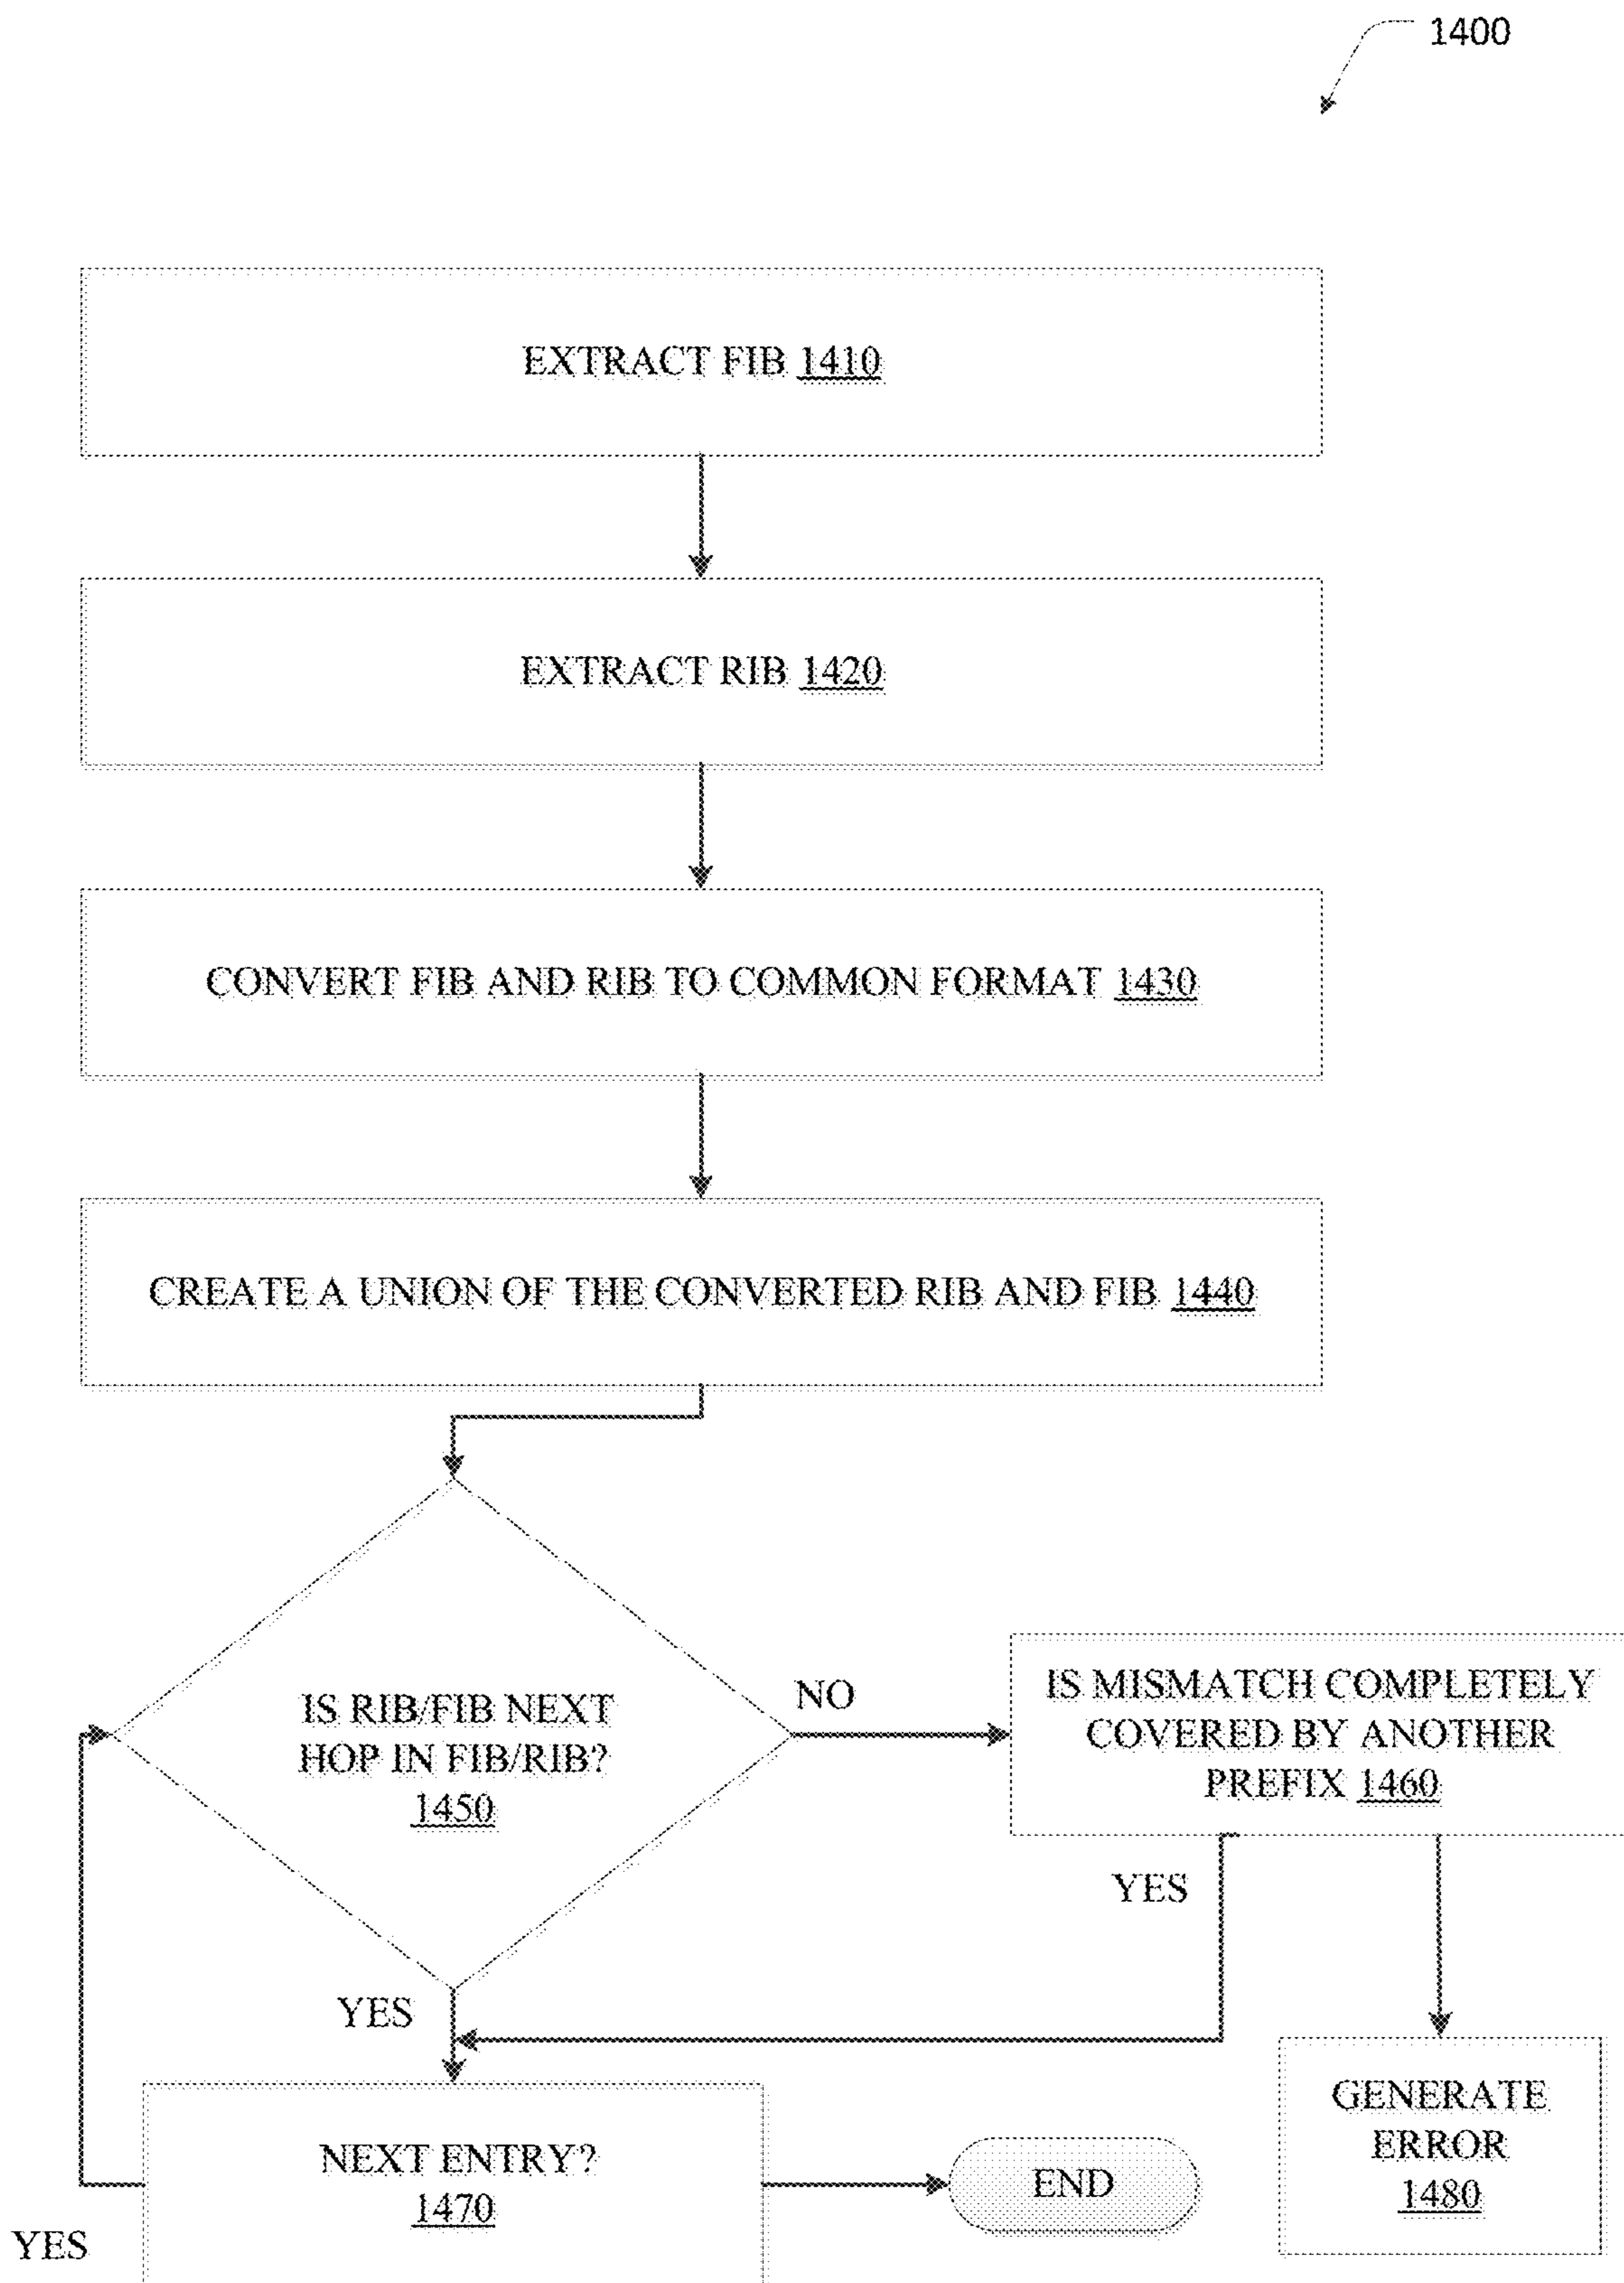 1400
EXTRACT FIB 1410
EXTRACT RIB 1420
CONVERT FIB AND RIB TO COMMON FORMAT 1430
CREATE A UNION OF THE CONVERTED RIB AND FIB 1440
IS RIB/FIB NEXT
HOP IN FIB/RIB?
1450
NO
IS MISMATCH COMPLETELY
COVERED BY ANOTHER
PREFIX 1460
YES
YES
NEXT ENTRY?
1470
YES
END
GENERATE
ERROR
1480